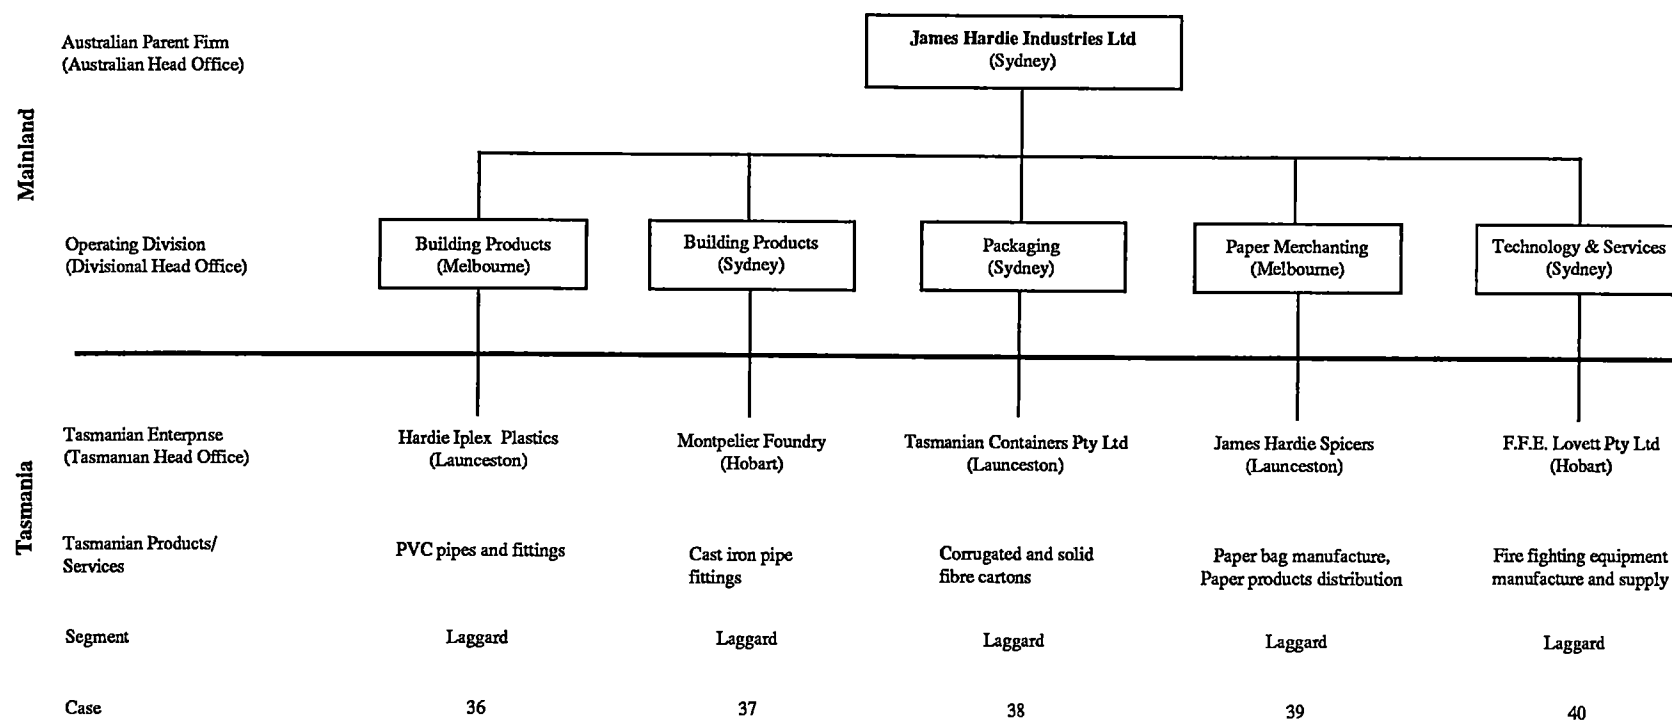 Mainland
Australian Parent Firm
(Australian Head Office)
James Hardie Industries Ltd
(Sydney)
Operating Division
(Divisional Head Office)
Building Products
(Melbourne)
Building Products
(Sydney)
Packaging
(Sydney)
Paper Merchanting
(Melbourne)
Technology & Services
(Sydney)
Tasmania
Tasmanian Enterprise
(Tasmanian Head Office)
Hardie Iplex Plastics
(Launceston)
Montpelier Foundry
(Hobart)
Tasmanian Containers Pty Ltd
(Launceston)
James Hardie Spicers
(Launceston)
F.F.E. Lovett Pty Ltd
(Hobart)
Tasmanian Products/
Services
PVC pipes and fittings
Cast iron pipe
fittings
Corrugated and solid
fibre cartons
Paper bag manufacture,
Paper products distribution
Fire fighting equipment
manufacture and supply
Segment
Laggard
Laggard
Laggard
Laggard
Laggard
Case
36
37
38
39
40